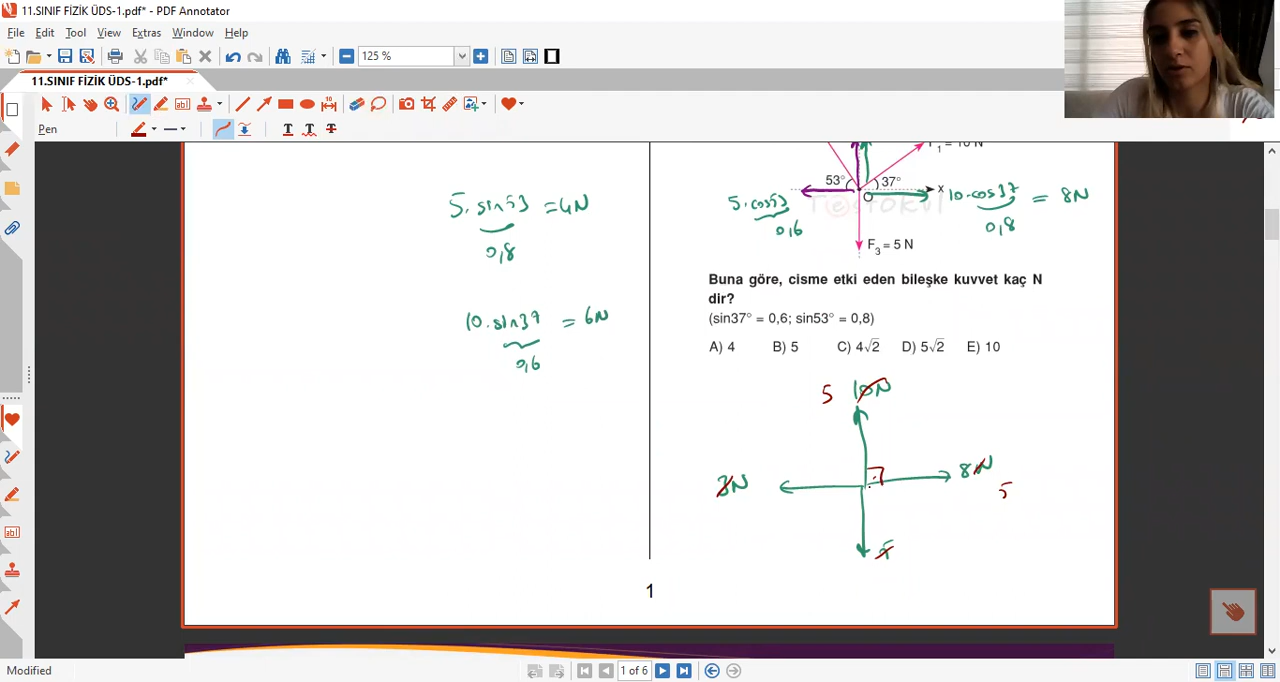 11.SINIF FİZİK ÜDS-1.pdf* - PDF Annotator
File Edit Tool View Extras Window Help
125 %
11.SINIF FİZİK ÜDS-1.pdf*
Pen
= 10 N
53°
37°
x
O
5.cos53
0,6
10.cos37 = 8N
0,8
F3 = 5 N
5.sin53 = 4N
0,8
10.sin37 = 6N
0,6
Buna göre, cisme etki eden bileşke kuvvet kaç N
dir?
(sin37° = 0,6; sin53° = 0,8)
A) 4 B) 5 C) 4√2 D) 5√2 E) 10
5 10N
8N
3N
5
5
1
Modified
1 of 6